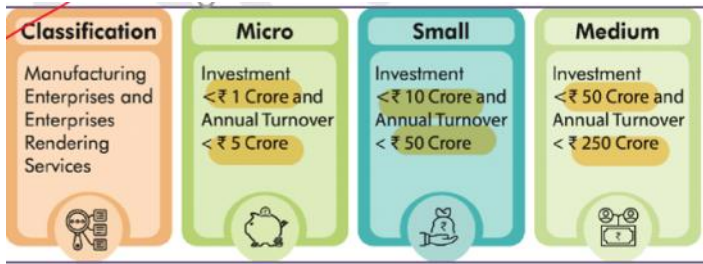 Classification
Manufacturing
Enterprises and
Enterprises
Rendering
Services
Micro
Investment
<₹ 1 Crore and
Annual Turnover
< ₹ 5 Crore
Small
Investment
<₹ 10 Crore and
Annual Turnover
< ₹ 50 Crore
Medium
Investment
<₹ 50 Crore and
Annual Turnover
< ₹ 250 Crore
₹
₹